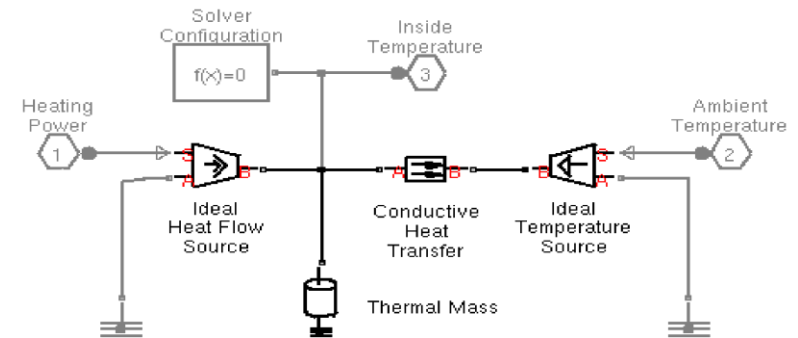 Solver
Configuration
f(x)=0
Inside
Temperature
3
Heating
Power
1
S
A
B
Ideal
Heat Flow
Source
A
B
Conductive
Heat
Transfer
B
S
A
Ideal
Temperature
Source
Ambient
Temperature
2
Thermal Mass